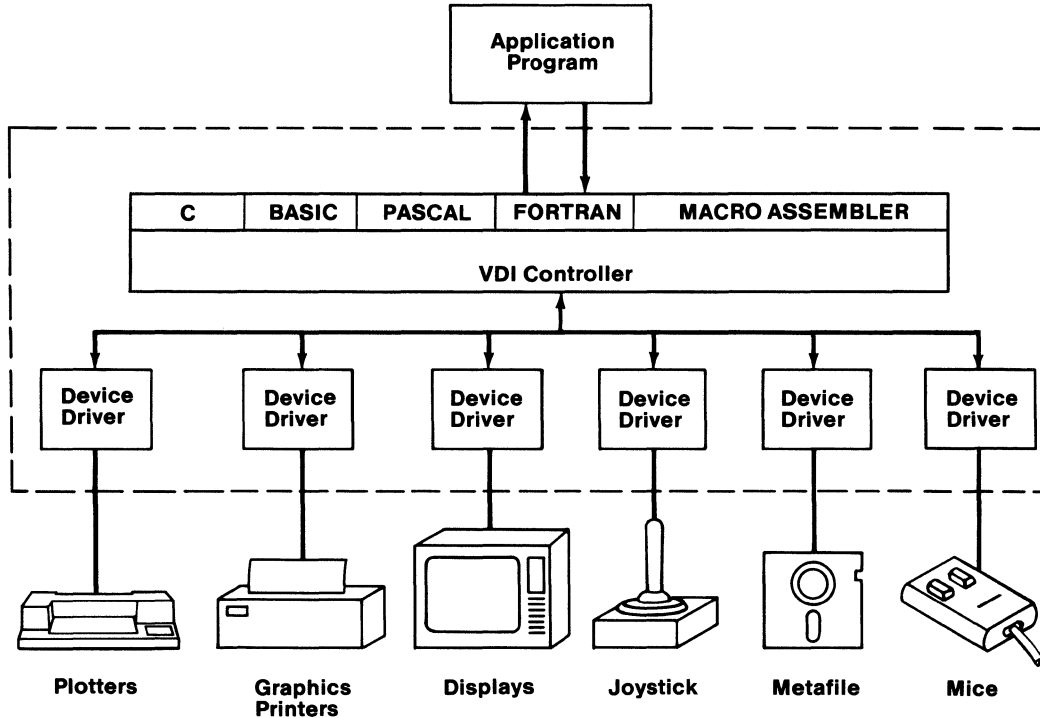 Application
Program
C BASIC PASCAL FORTRAN MACRO ASSEMBLER
VDI Controller
Device Device Device Device Device Device
Driver Driver Driver Driver Driver Driver
Plotters Graphics Displays Joystick Metafile Mice
Printers